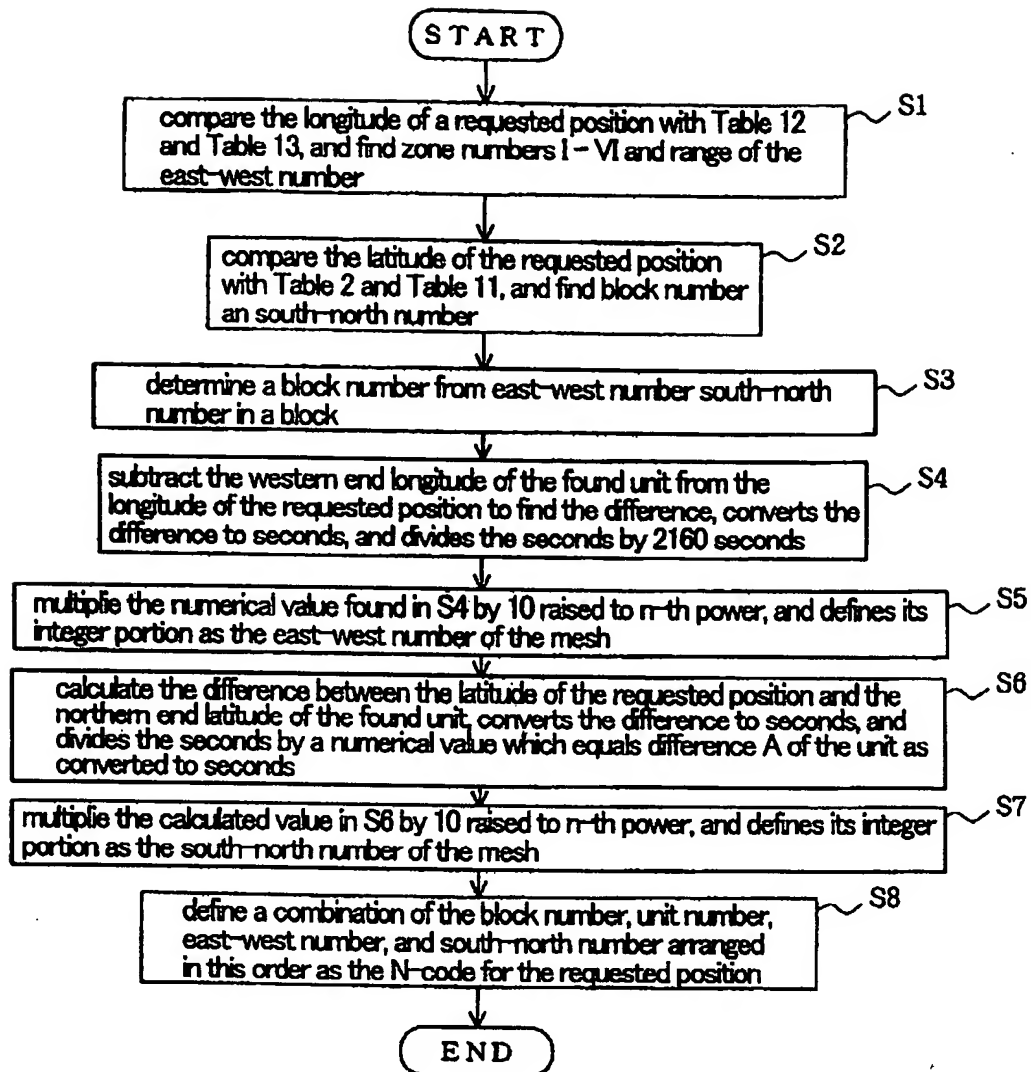 START
S1
compare the longitude of a requested position with Table 12
and Table 13, and find zone numbers I - VI and range of the
east-west number
S2
compare the latitude of the requested position
with Table 2 and Table 11, and find block number
an south-north number
S3
determine a block number from east-west number south-north
number in a block
S4
subtract the western end longitude of the found unit from the
longitude of the requested position to find the difference, converts the
difference to seconds, and divides the seconds by 2160 seconds
S5
multiplie the numerical value found in S4 by 10 raised to n-th power, and defines its
integer portion as the east-west number of the mesh
S6
calculate the difference between the latitude of the requested position and the
northern end latitude of the found unit, converts the difference to seconds, and
divides the seconds by a numerical value which equals difference A of the unit as
converted to seconds
S7
multiplie the calculated value in S6 by 10 raised to n-th power, and defines its integer
portion as the south-north number of the mesh
S8
define a combination of the block number, unit number,
east-west number, and south-north number arranged
in this order as the N-code for the requested position
END